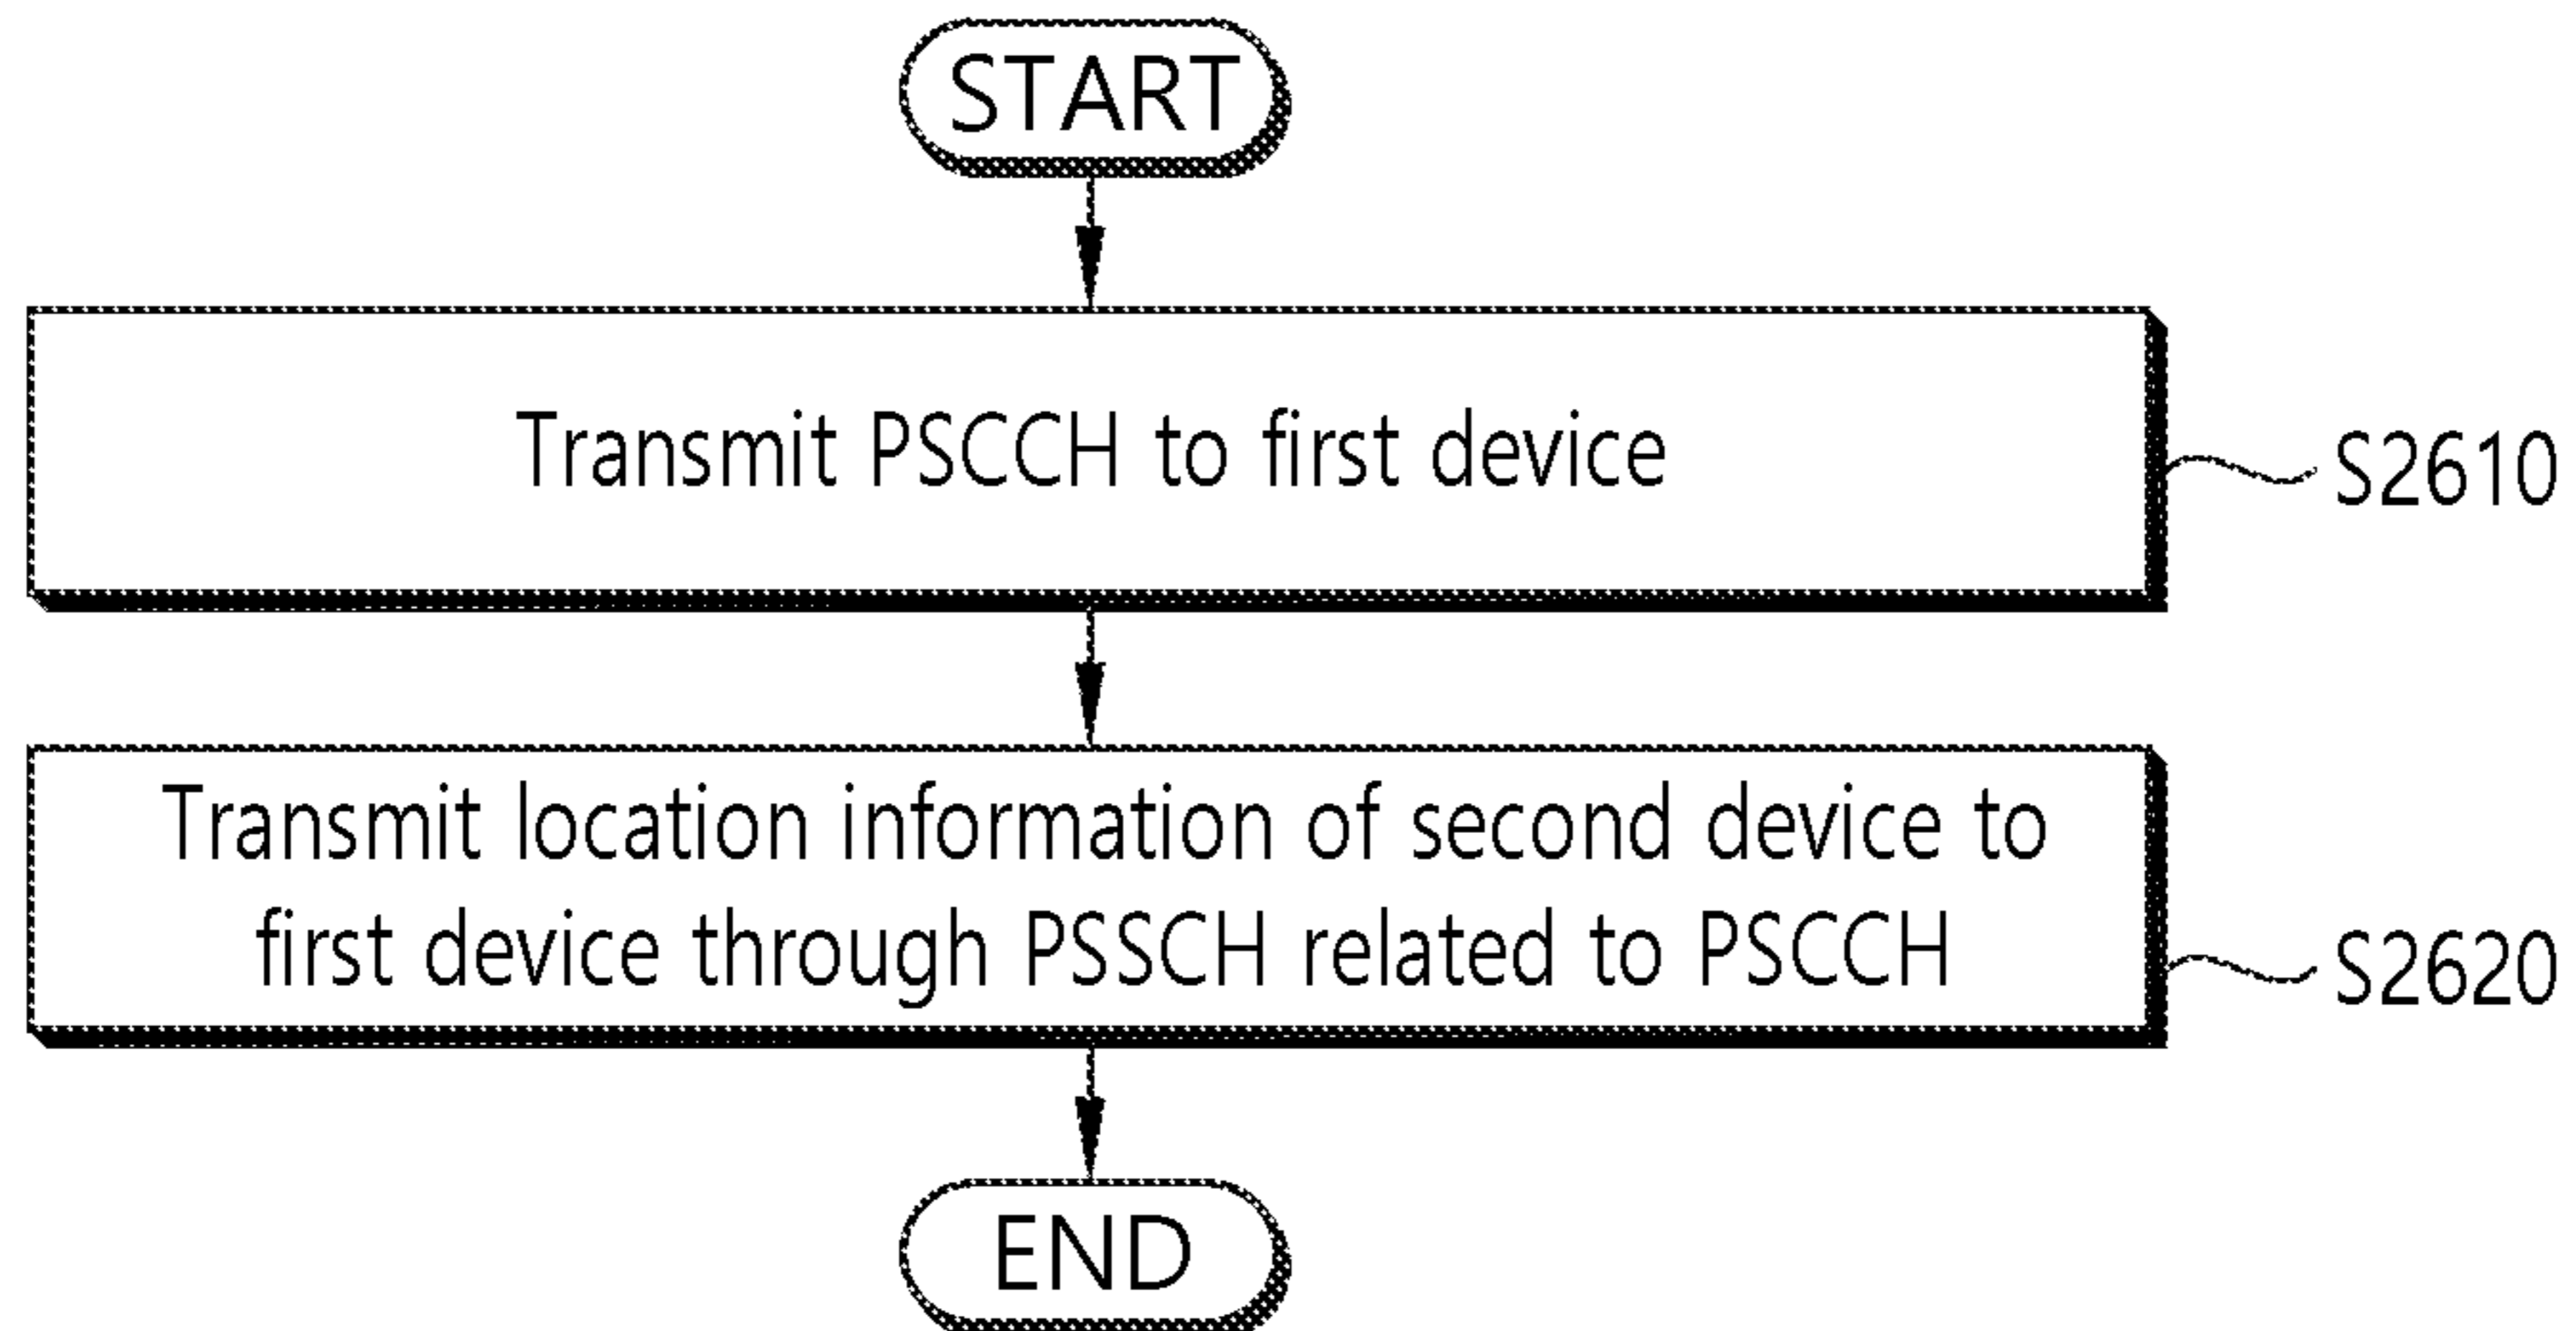 START
Transmit PSCCH to first device
S2610
Transmit location information of second device to
first device through PSSCH related to PSCCH
S2620
END